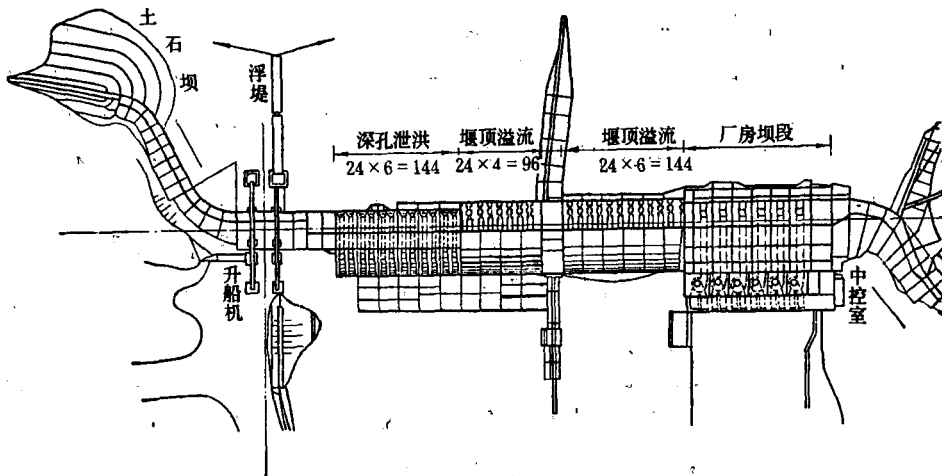 土石坝
浮堤
深孔泄洪
堰顶溢流
堰顶溢流
厂房坝段
24×6=144
24×4=96
24×6=144
升船机
中控室